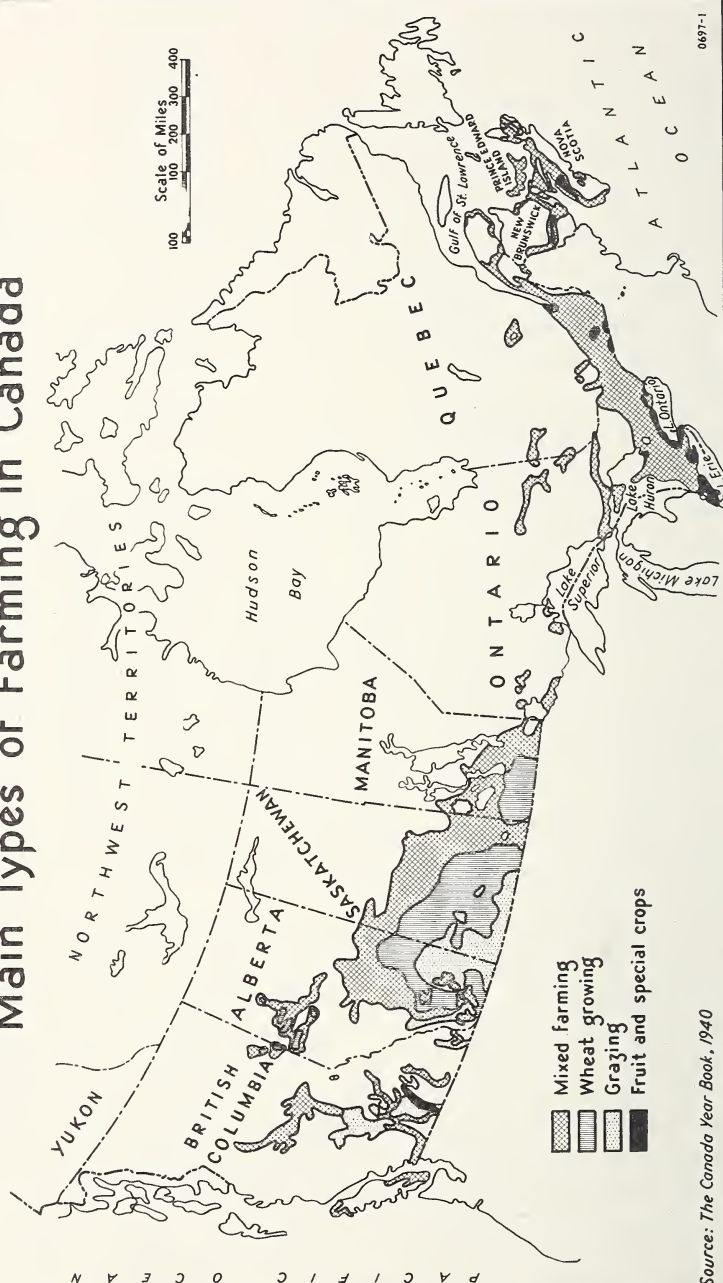 Main Types of Farming in Canada
Scale of Miles
100 100 200 300 400
YUKON
NORTHWEST TERRITORIES
BRITISH
COLUMBIA
ALBERTA
SASKATCHEWAN
MANITOBA
ONTARIO
QUEBEC
Hudson
Bay
Gulf of St. Lawrence
PRINCE EDWARD
ISLAND
NEW
BRUNSWICK
NOVA
SCOTIA
Lake
Superior
Lake Michigan
Lake
Huron
L. Ontario
Erie
PACIFIC OCEAN
ATLANTIC
OCEAN
Mixed farming
Wheat growing
Grazing
Fruit and special crops
Source: The Canada Year Book, 1940
0697-1